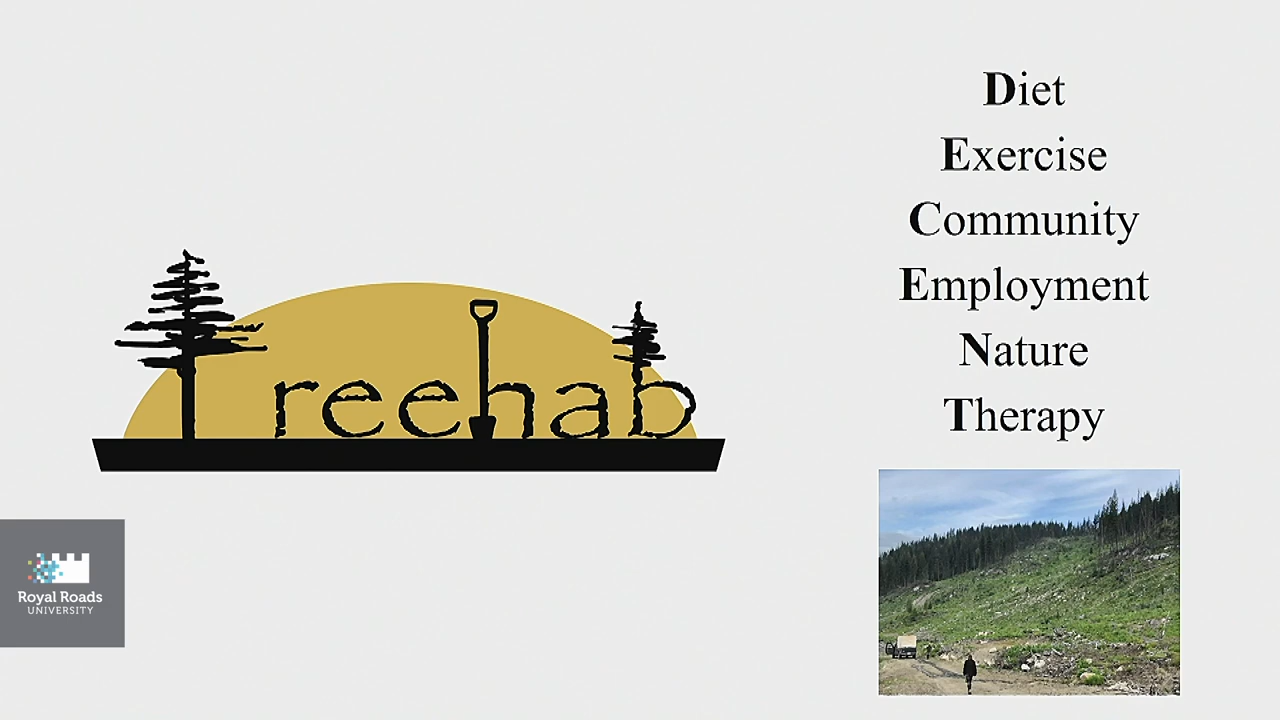 Treehab
Royal Roads
UNIVERSITY
Diet
Exercise
Community
Employment
Nature
Therapy